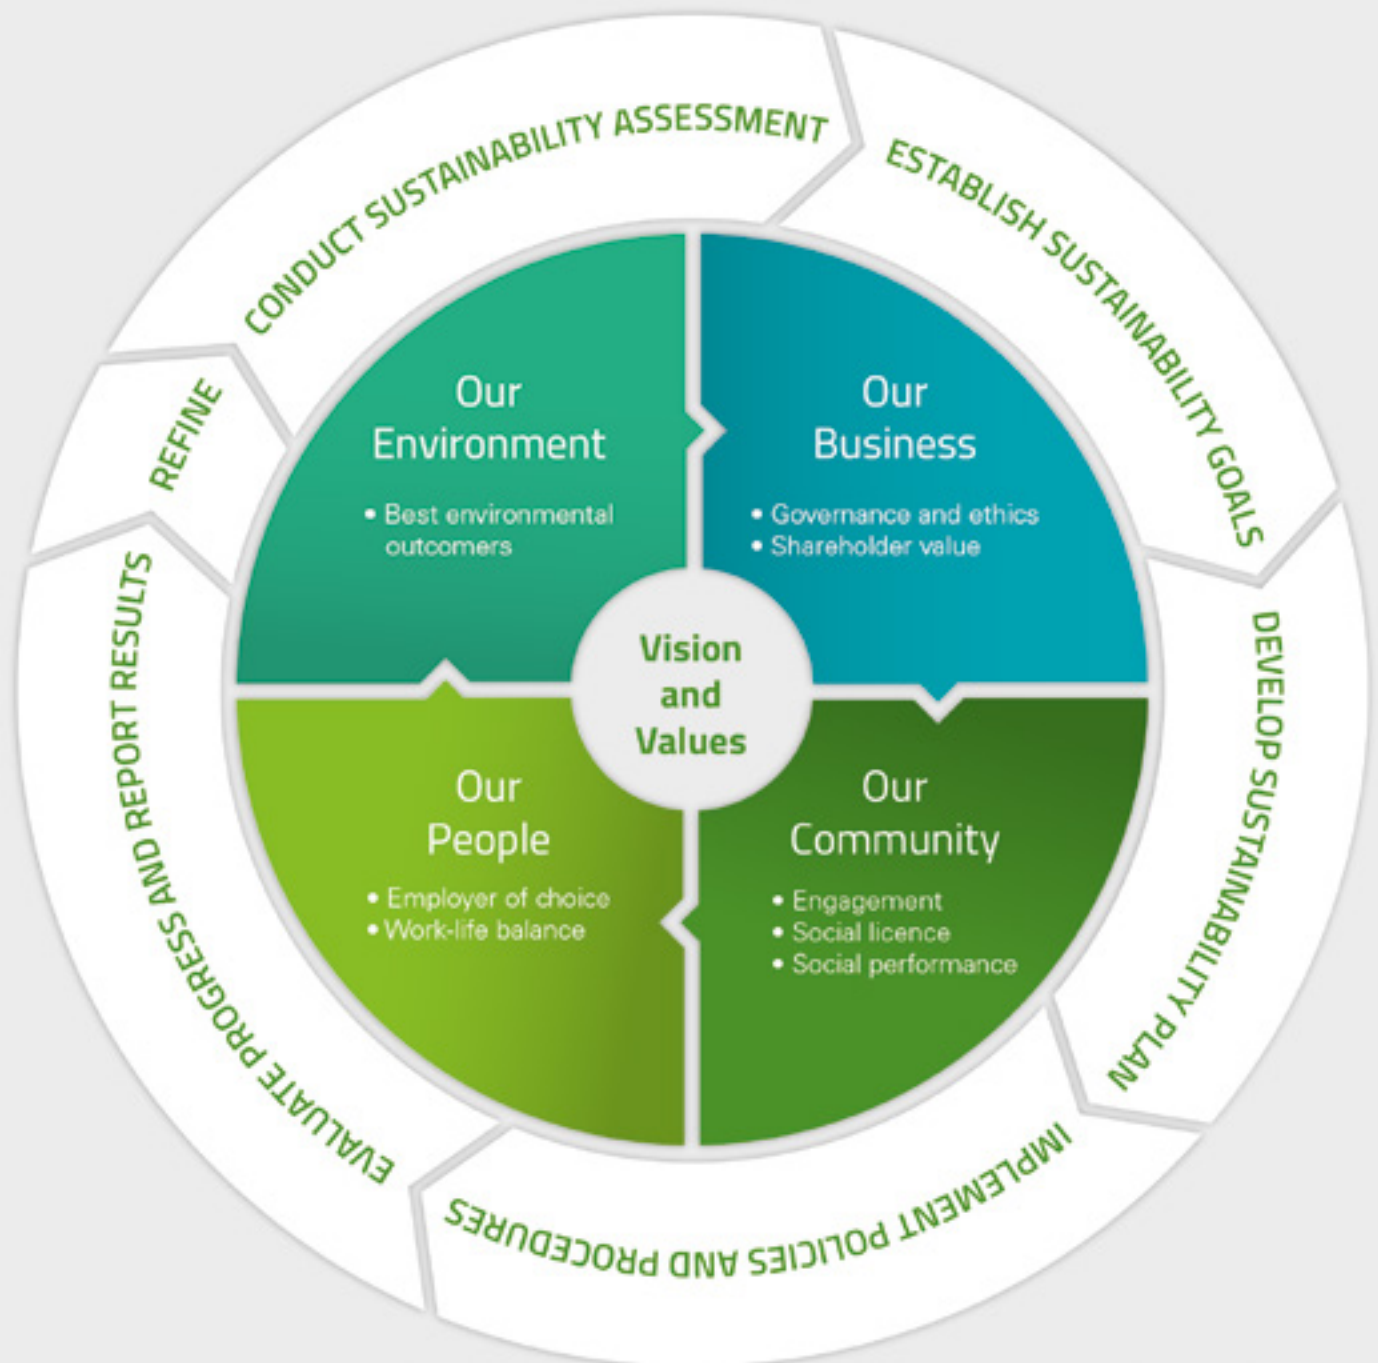 CONDUCT SUSTAINABILITY ASSESSMENT
ESTABLISH SUSTAINABILITY GOALS
DEVELOP SUSTAINABILITY PLAN
IMPLEMENT POLICIES AND PROCEDURES
EVALUATE PROGRESS AND REPORT RESULTS
REFINE
Our
Environment
• Best environmental
outcomers
Our
Business
• Governance and ethics
• Shareholder value
Vision
and
Values
Our
People
• Employer of choice
• Work-life balance
Our
Community
• Engagement
• Social licence
• Social performance